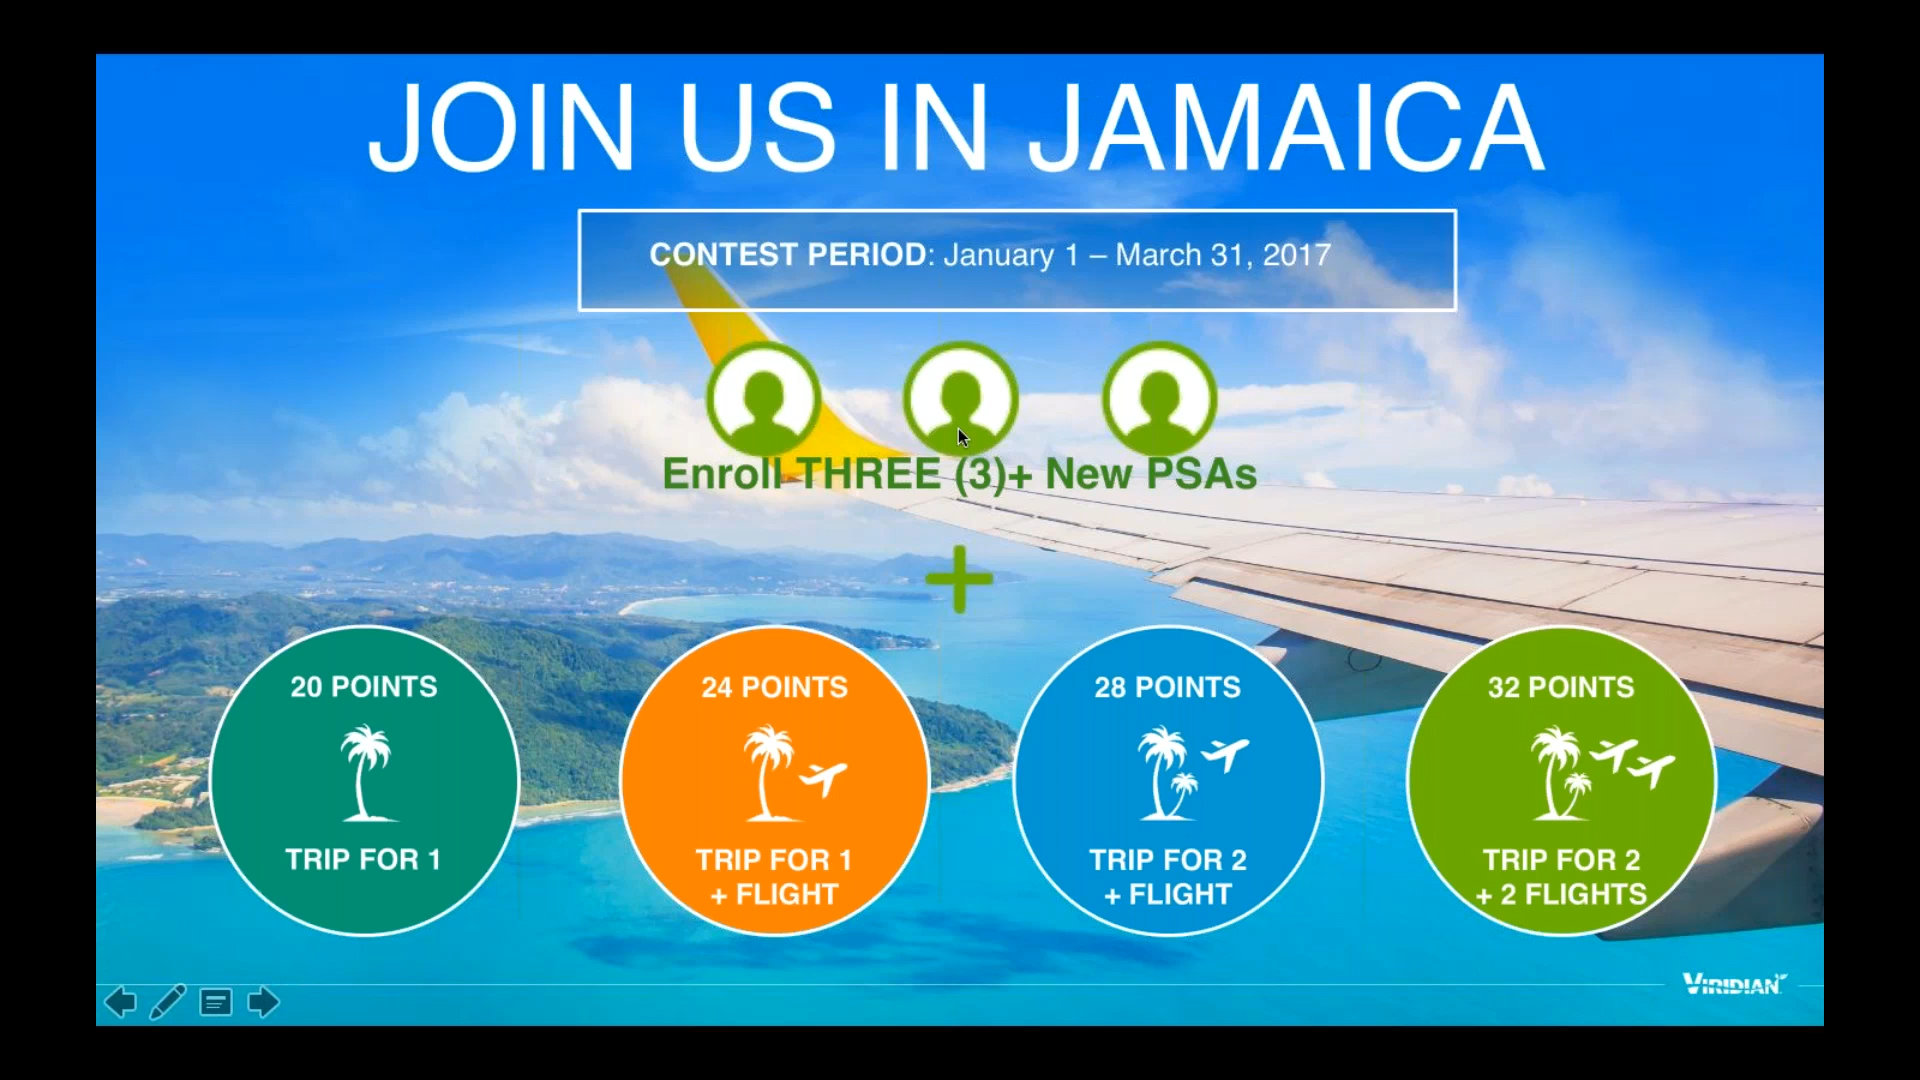 JOIN US IN JAMAICA
CONTEST PERIOD: January 1 – March 31, 2017
Enroll THREE (3)+ New PSAs
20 POINTS
TRIP FOR 1
24 POINTS
TRIP FOR 1
+ FLIGHT
28 POINTS
TRIP FOR 2
+ FLIGHT
32 POINTS
TRIP FOR 2
+ 2 FLIGHTS
VIRIDIAN